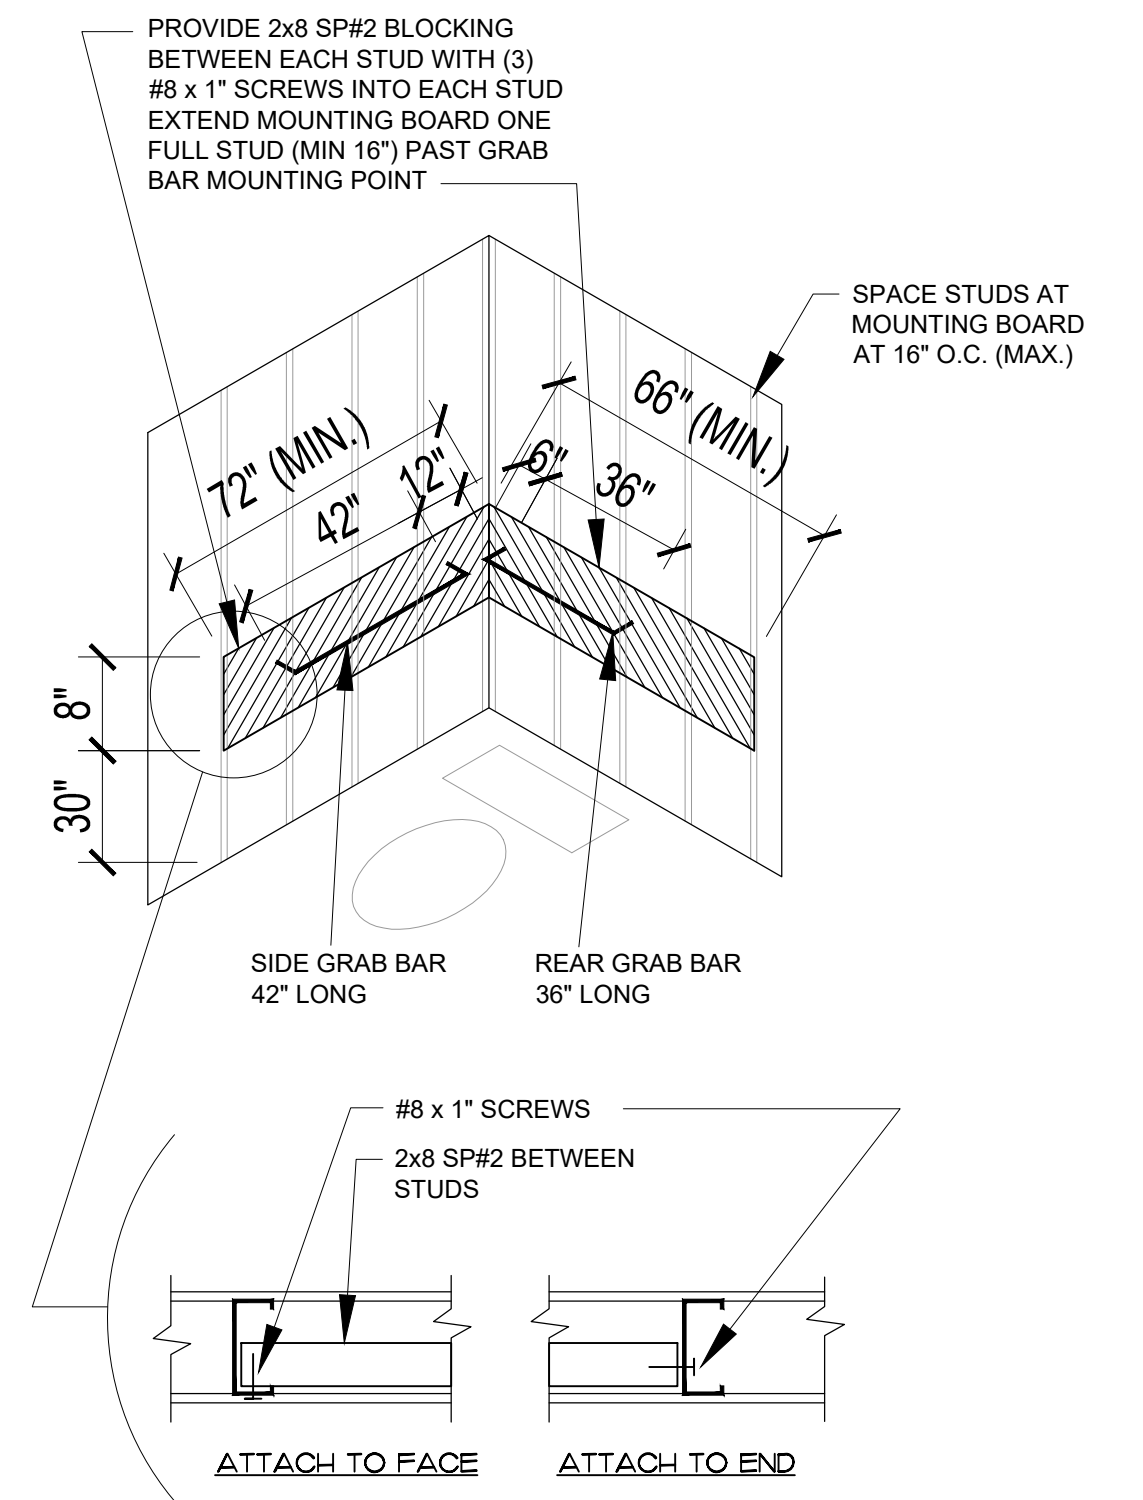 PROVIDE 2x8 SP#2 BLOCKING
BETWEEN EACH STUD WITH (3)
#8 x 1" SCREWS INTO EACH STUD
EXTEND MOUNTING BOARD ONE
FULL STUD (MIN 16") PAST GRAB
BAR MOUNTING POINT
SPACE STUDS AT
MOUNTING BOARD
AT 16" O.C. (MAX.)
72" (MIN.)
42"
12"
6"
36"
66" (MIN.)
8"
30"
SIDE GRAB BAR
42" LONG
REAR GRAB BAR
36" LONG
#8 x 1" SCREWS
2x8 SP#2 BETWEEN
STUDS
ATTACH TO FACE
ATTACH TO END